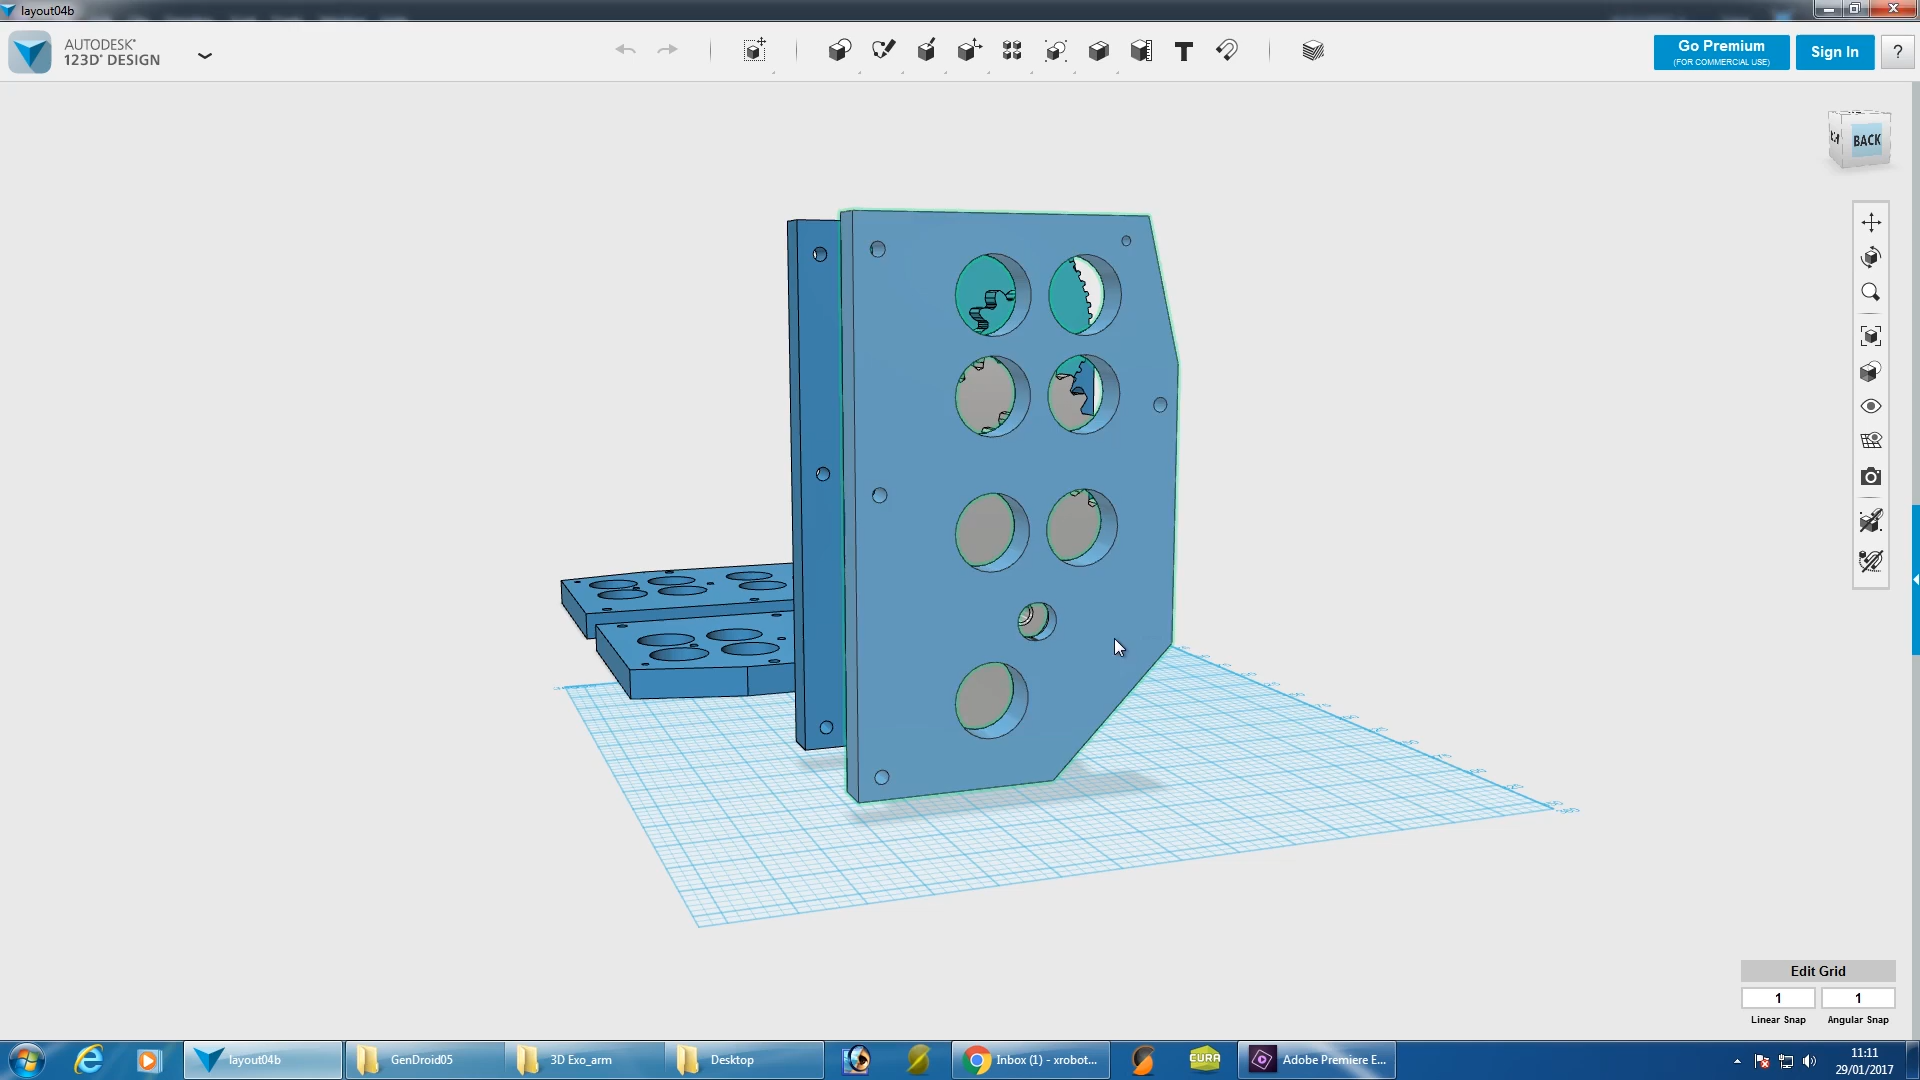 layout04b
AUTODESK®
123D® DESIGN
Go Premium
(FOR COMMERCIAL USE)
Sign In
?
BACK
Edit Grid
1
1
Linear Snap
Angular Snap
layout04b
GenDroid05
3D Exo_arm
Desktop
Inbox (1) - xrobot...
CURA
Adobe Premiere E...
11:11
29/01/2017